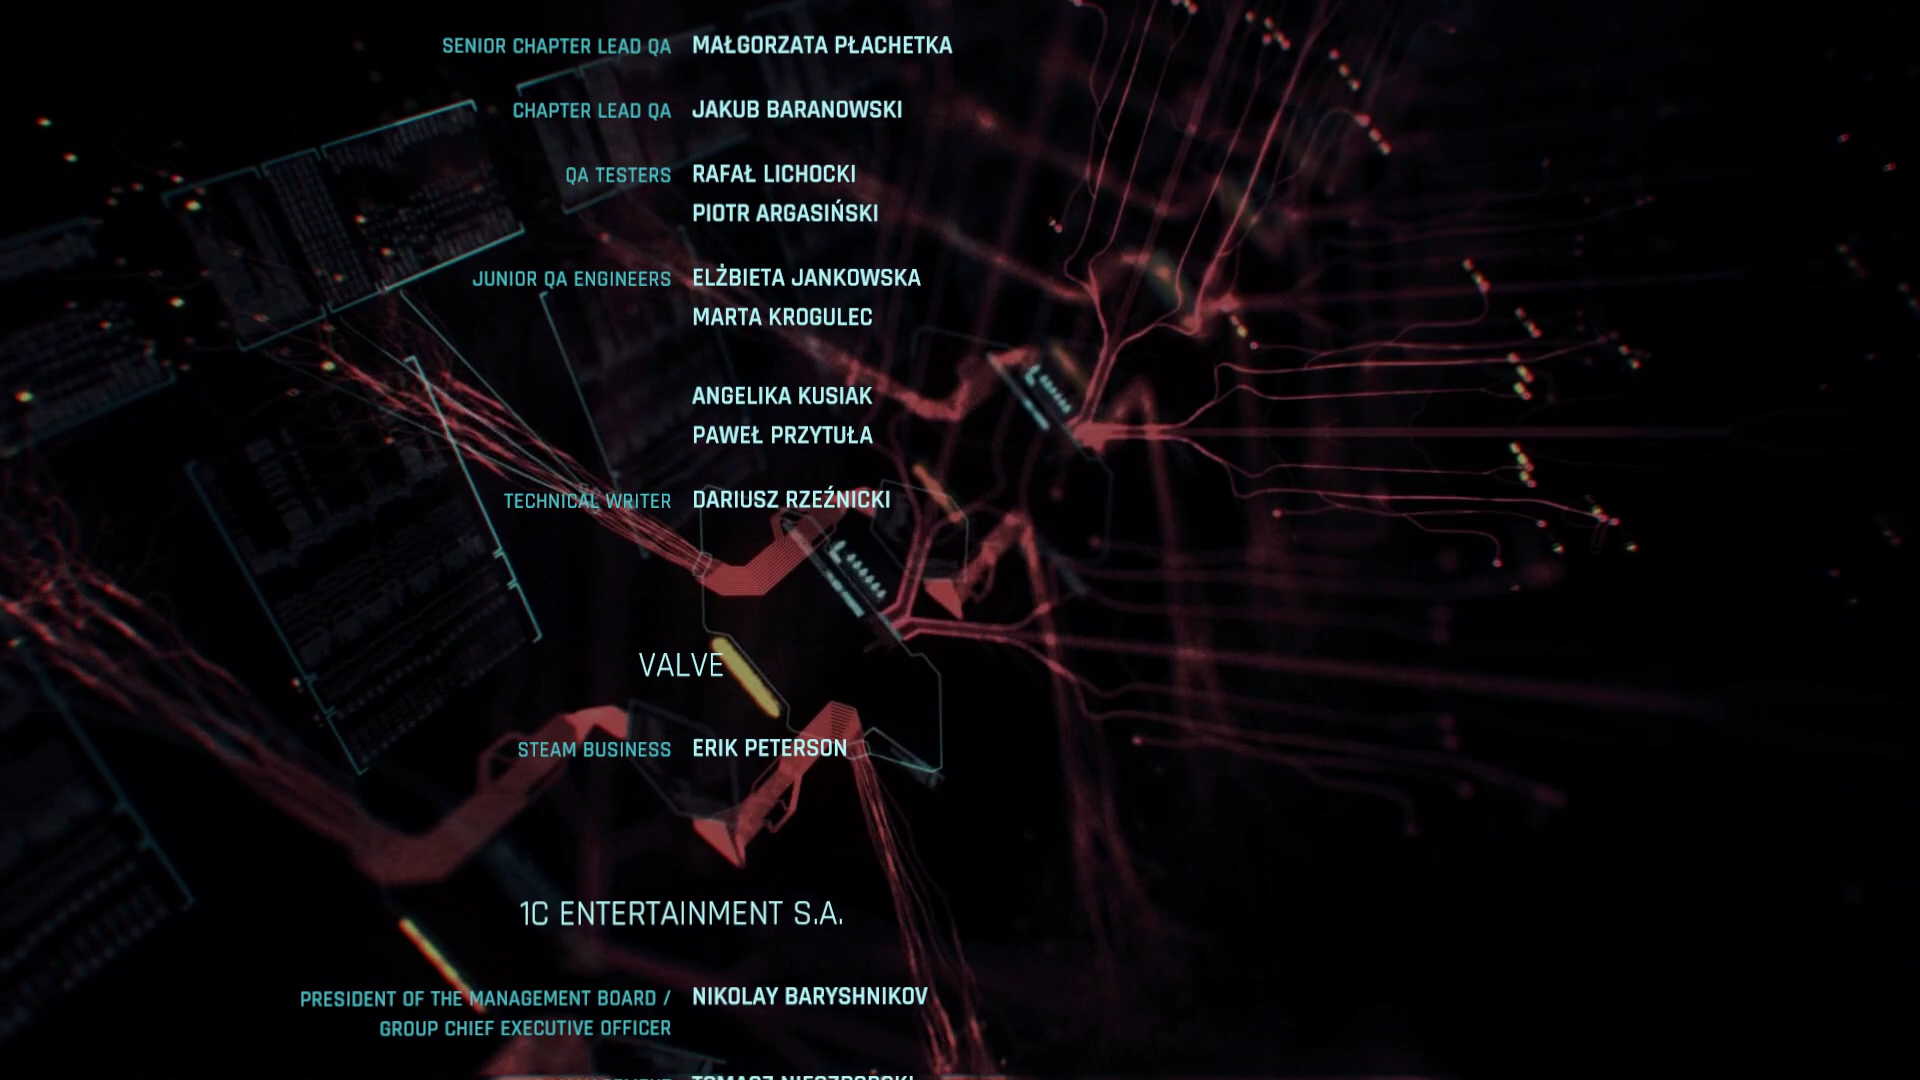 SENIOR CHAPTER LEAD QA MAŁGORZATA PŁACHETKA
CHAPTER LEAD QA JAKUB BARANOWSKI
QA TESTERS RAFAŁ LICHOCKI
PIOTR ARGASIŃSKI
JUNIOR QA ENGINEERS ELŻBIETA JANKOWSKA
MARTA KROGULEC
ANGELIKA KUSIAK
PAWEŁ PRZYTUŁA
TECHNICAL WRITER DARIUSZ RZEŹNICKI
VALVE
STEAM BUSINESS ERIK PETERSON
1C ENTERTAINMENT S.A.
PRESIDENT OF THE MANAGEMENT BOARD / NIKOLAY BARYSHNIKOV
GROUP CHIEF EXECUTIVE OFFICER